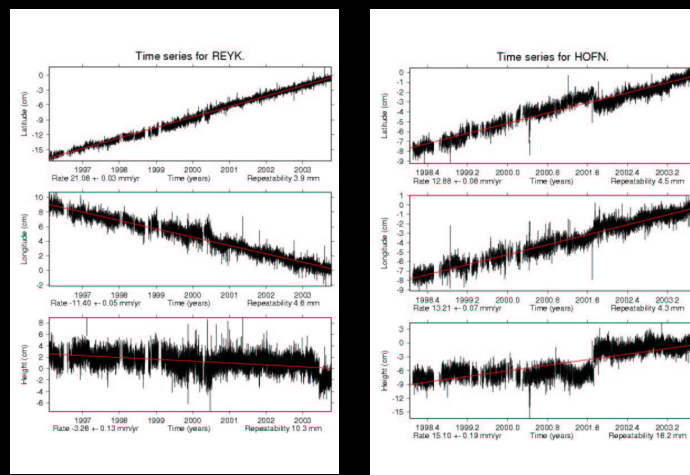 Time series for REYK.
Latitude (cm)
0
-3
-6
-9
-12
-15
1997 1998 1999 2000 2001 2002 2003
Rate 21.06 +- 0.03 mm/yr Time (years) Repeatability 3.9 mm
Longitude (cm)
10
8
6
4
2
0
-2
1997 1998 1999 2000 2001 2002 2003
Rate -11.40 +- 0.05 mm/yr Time (years) Repeatability 4.6 mm
Height (cm)
8
6
4
2
0
-2
-4
-6
1997 1998 1999 2000 2001 2002 2003
Rate -3.26 +- 0.13 mm/yr Time (years) Repeatability 10.3 mm
Time series for HOFN.
Latitude (cm)
0
-1
-2
-3
-4
-5
-6
-7
-8
-9
1998.4 1999.2 2000.0 2000.8 2001.6 2002.4 2003.2
Rate 12.88 +- 0.06 mm/yr Time (years) Repeatability 4.5 mm
Longitude (cm)
1
0
-1
-2
-3
-4
-5
-6
-7
-8
-9
1998.4 1999.2 2000.0 2000.8 2001.6 2002.4 2003.2
Rate 13.21 +- 0.07 mm/yr Time (years) Repeatability 4.3 mm
Height (cm)
3
0
-3
-6
-9
-12
-15
1998.4 1999.2 2000.0 2000.8 2001.6 2002.4 2003.2
Rate 15.10 +- 0.19 mm/yr Time (years) Repeatability 16.2 mm